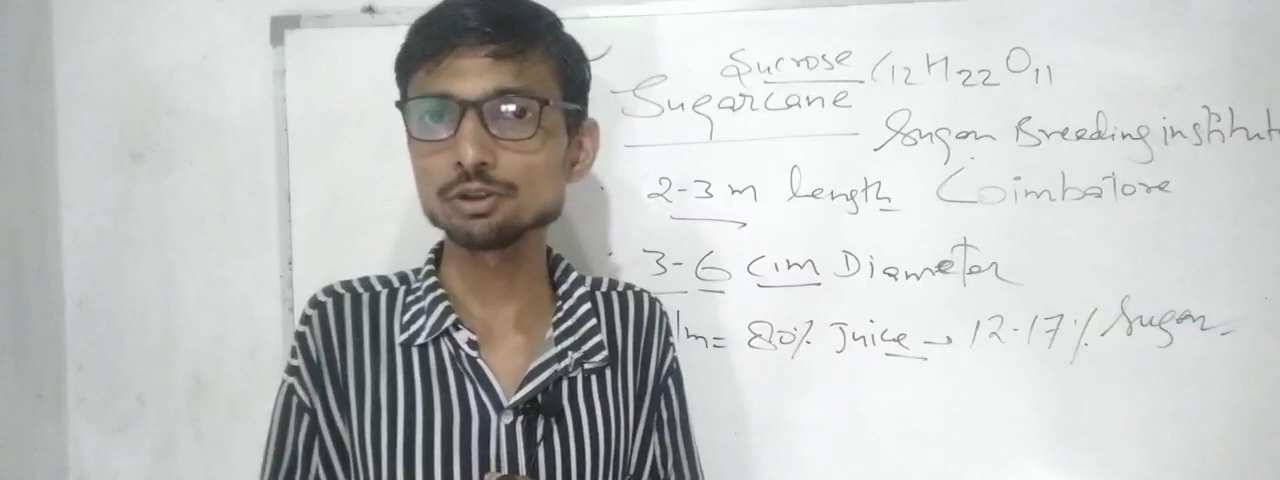 Sucrose C12H22O11
Sugarcane
Sugar Breeding institut
2-3 m length Coimbatore
3-6 cm Diameter
1m = 80% Juice → 12-17% Sugar